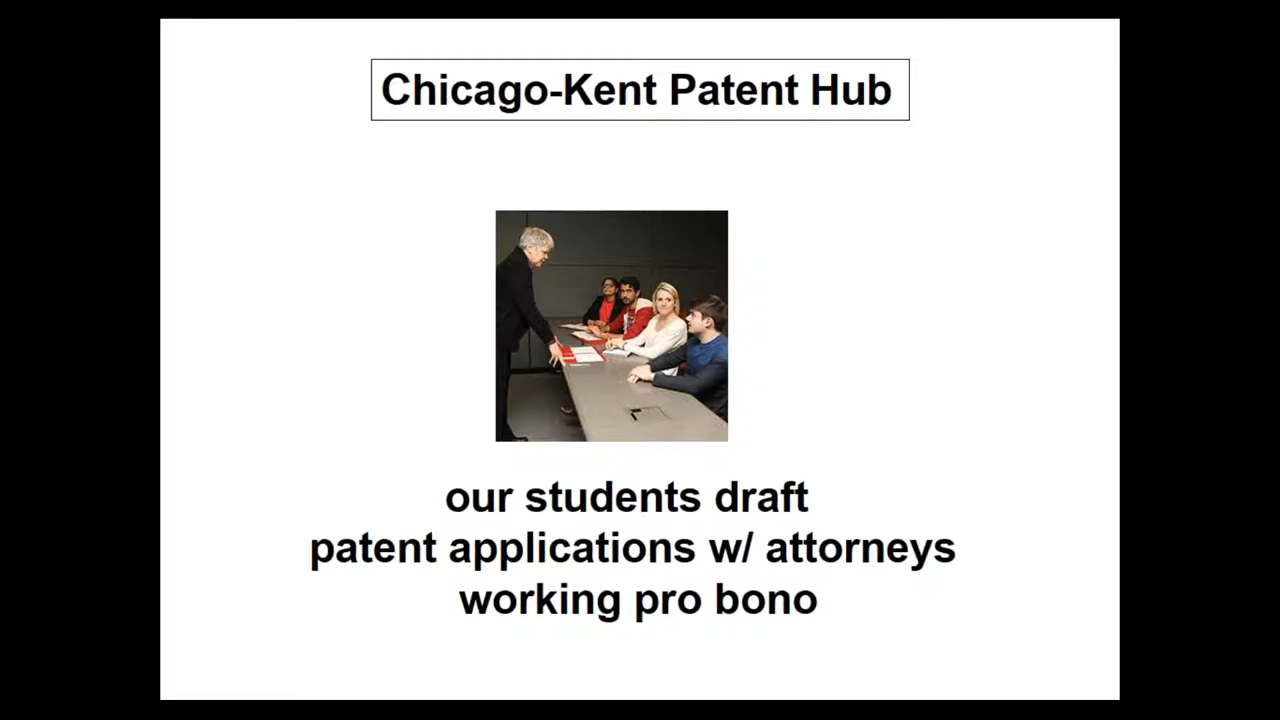 Chicago-Kent Patent Hub
our students draft
patent applications w/ attorneys
working pro bono